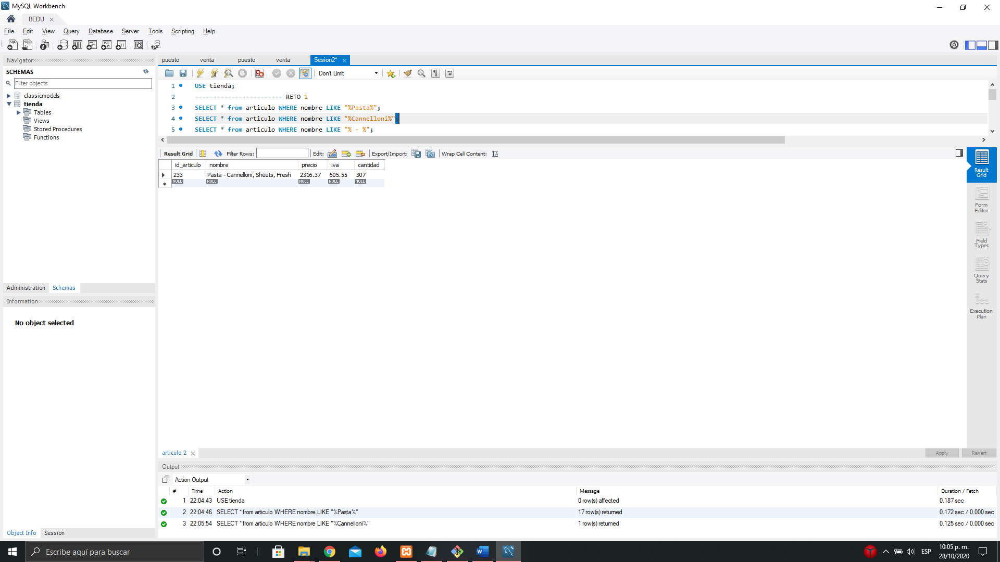 MySQL Workbench
BEDU
File Edit View Query Database Server Tools Scripting Help
Navigator
SCHEMAS
Filter objects
classicmodels
tienda
Tables
Views
Stored Procedures
Functions
Administration Schemas
Information
No object selected
Object Info Session
puesto venta puesto venta Sesion2*
Don't Limit
1 USE tienda;
2 ------------------------ RETO 1
3 SELECT * from articulo WHERE nombre LIKE "%Pasta%";
4 SELECT * from articulo WHERE nombre LIKE "%Cannelloni%";
5 SELECT * from articulo WHERE nombre LIKE "% - %";
Result Grid Filter Rows: Edit: Export/Import: Wrap Cell Content:
id_articulo nombre precio iva cantidad
233 Pasta - Cannelloni, Sheets, Fresh 2316.37 605.55 307
NULL NULL NULL NULL NULL
Result Grid
Form Editor
Field Types
Query Stats
Execution Plan
articulo 2
Apply Revert
Output
Action Output
# Time Action Message Duration / Fetch
1 22:04:43 USE tienda 0 row(s) affected 0.187 sec
2 22:04:46 SELECT * from articulo WHERE nombre LIKE "%Pasta%" 17 row(s) returned 0.172 sec / 0.000 sec
3 22:05:54 SELECT * from articulo WHERE nombre LIKE "%Cannelloni%" 1 row(s) returned 0.125 sec / 0.000 sec
Escribe aquí para buscar
ESP
10:05 p. m.
28/10/2020